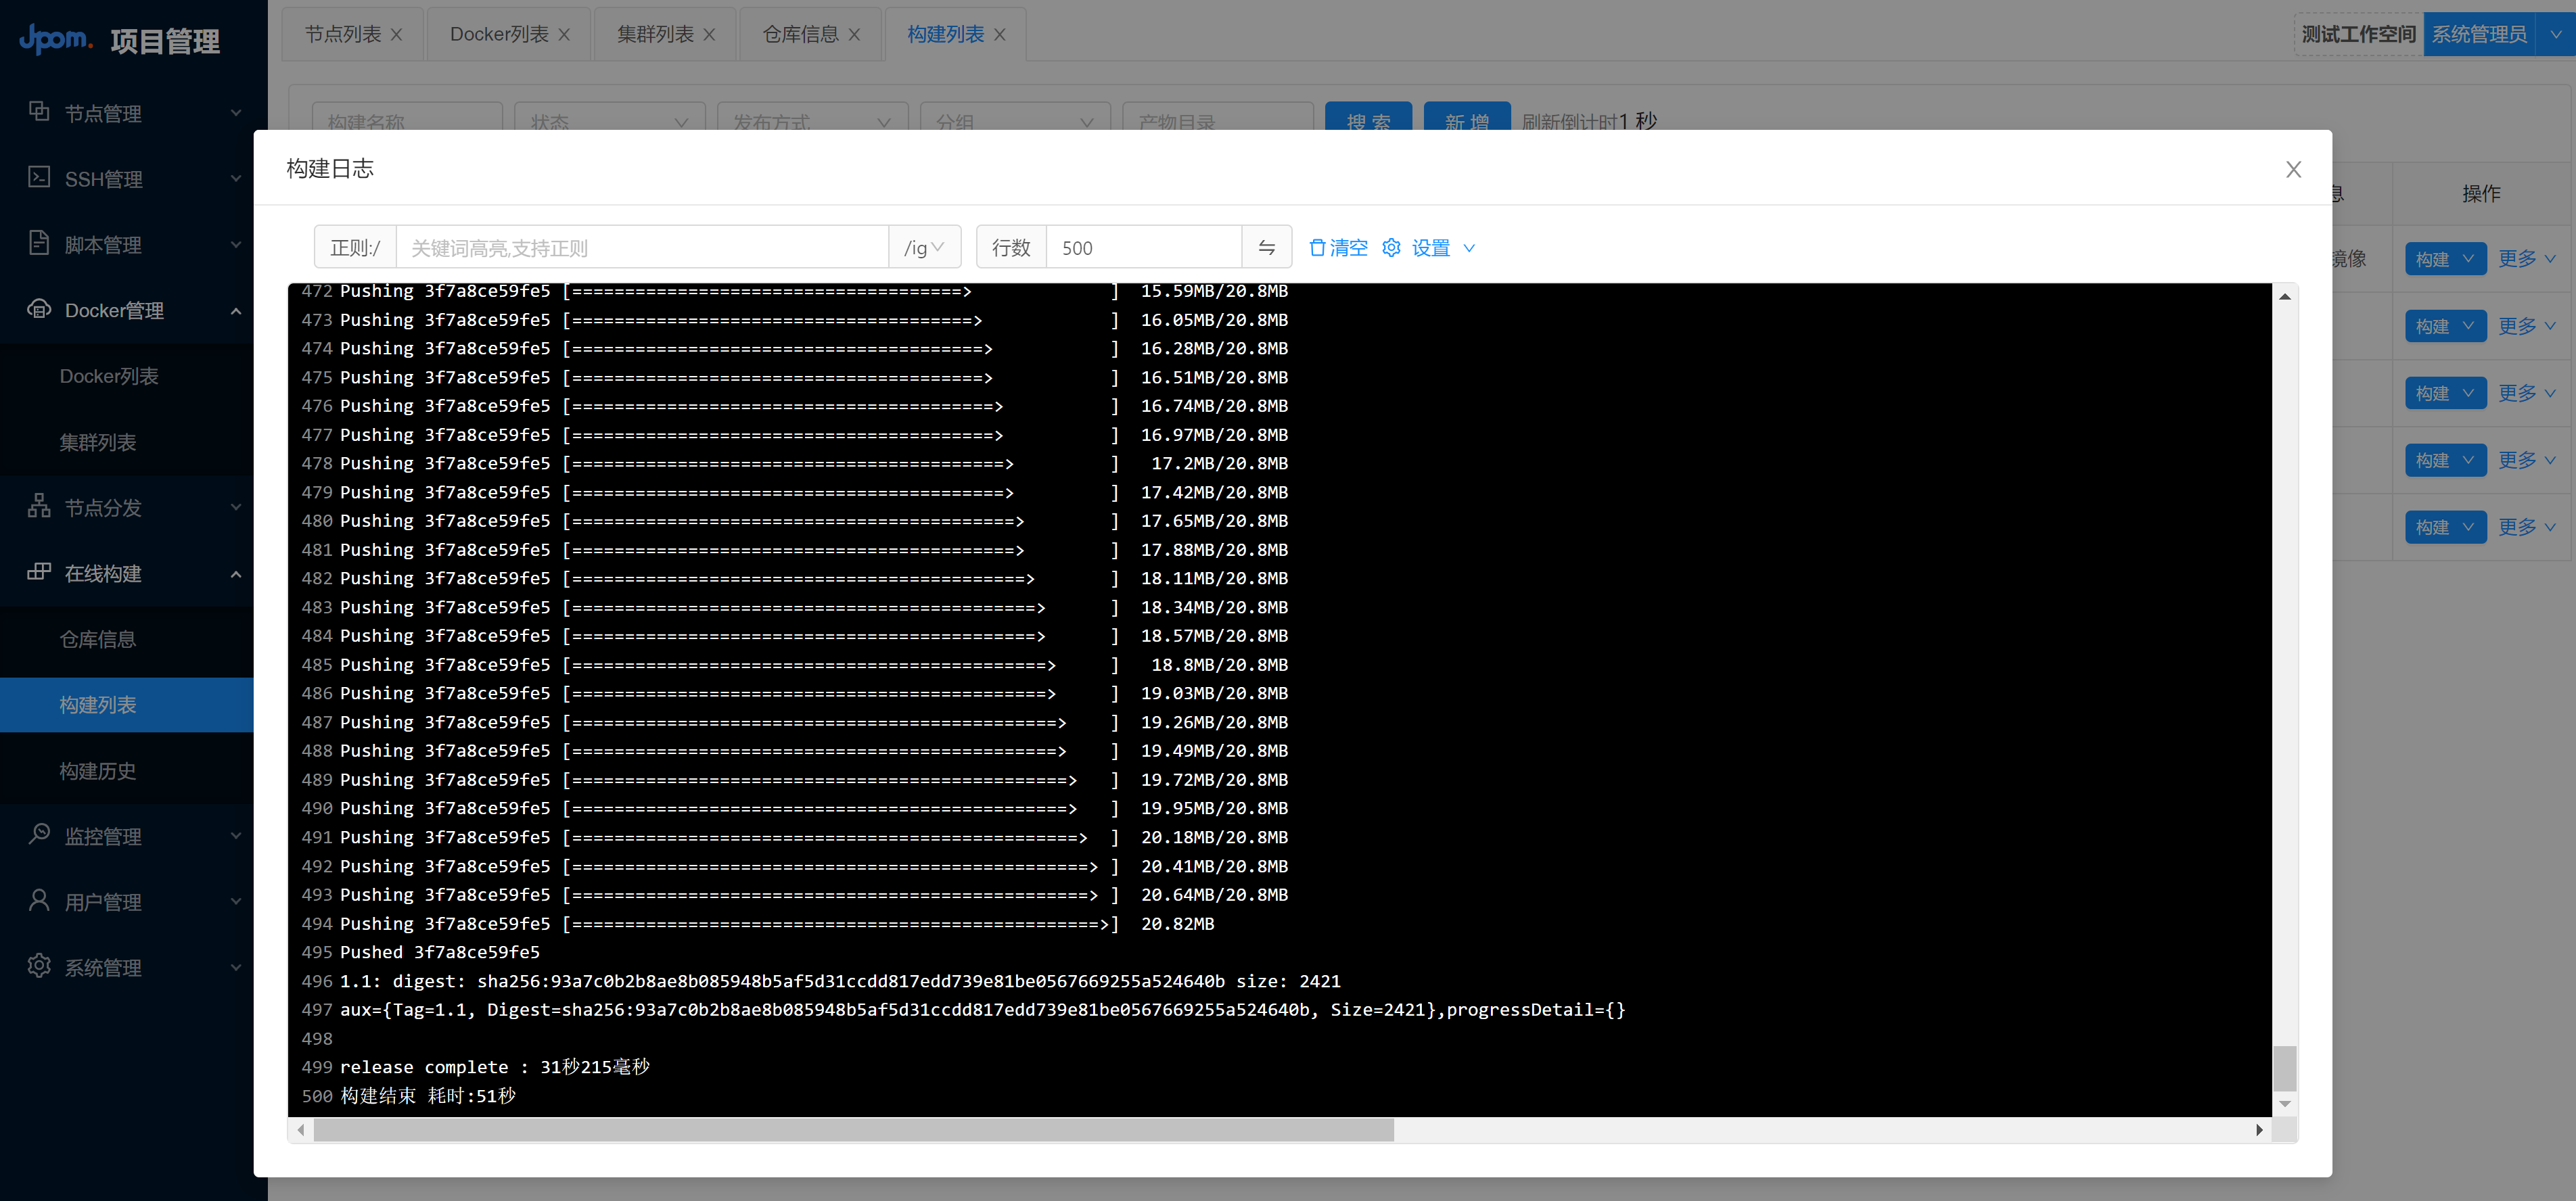 Jpom. 项目管理
节点列表
Docker列表
集群列表
仓库信息
构建列表
测试工作空间
系统管理员
节点管理
SSH管理
脚本管理
Docker管理
Docker列表
集群列表
节点分发
在线构建
仓库信息
构建列表
构建历史
监控管理
用户管理
系统管理
构建名称
状态
发布方式
分组
产物目录
搜 索
新 增
刷新倒计时1 秒
操作
镜像
构建 更多
构建 更多
构建 更多
构建 更多
构建 更多
构建日志
正则:/ 关键词高亮,支持正则 /ig 行数 500 清空 设置
472 Pushing 3f7a8ce59fe5 [=====================================>             ]  15.59MB/20.8MB
473 Pushing 3f7a8ce59fe5 [======================================>            ]  16.05MB/20.8MB
474 Pushing 3f7a8ce59fe5 [=======================================>           ]  16.28MB/20.8MB
475 Pushing 3f7a8ce59fe5 [=======================================>           ]  16.51MB/20.8MB
476 Pushing 3f7a8ce59fe5 [========================================>          ]  16.74MB/20.8MB
477 Pushing 3f7a8ce59fe5 [========================================>          ]  16.97MB/20.8MB
478 Pushing 3f7a8ce59fe5 [=========================================>         ]   17.2MB/20.8MB
479 Pushing 3f7a8ce59fe5 [=========================================>         ]  17.42MB/20.8MB
480 Pushing 3f7a8ce59fe5 [==========================================>        ]  17.65MB/20.8MB
481 Pushing 3f7a8ce59fe5 [==========================================>        ]  17.88MB/20.8MB
482 Pushing 3f7a8ce59fe5 [===========================================>       ]  18.11MB/20.8MB
483 Pushing 3f7a8ce59fe5 [============================================>      ]  18.34MB/20.8MB
484 Pushing 3f7a8ce59fe5 [============================================>      ]  18.57MB/20.8MB
485 Pushing 3f7a8ce59fe5 [=============================================>     ]   18.8MB/20.8MB
486 Pushing 3f7a8ce59fe5 [=============================================>     ]  19.03MB/20.8MB
487 Pushing 3f7a8ce59fe5 [==============================================>    ]  19.26MB/20.8MB
488 Pushing 3f7a8ce59fe5 [==============================================>    ]  19.49MB/20.8MB
489 Pushing 3f7a8ce59fe5 [===============================================>   ]  19.72MB/20.8MB
490 Pushing 3f7a8ce59fe5 [===============================================>   ]  19.95MB/20.8MB
491 Pushing 3f7a8ce59fe5 [================================================>  ]  20.18MB/20.8MB
492 Pushing 3f7a8ce59fe5 [=================================================> ]  20.41MB/20.8MB
493 Pushing 3f7a8ce59fe5 [=================================================> ]  20.64MB/20.8MB
494 Pushing 3f7a8ce59fe5 [==================================================>]  20.82MB
495 Pushed 3f7a8ce59fe5
496 1.1: digest: sha256:93a7c0b2b8ae8b085948b5af5d31ccdd817edd739e81be0567669255a524640b size: 2421
497 aux={Tag=1.1, Digest=sha256:93a7c0b2b8ae8b085948b5af5d31ccdd817edd739e81be0567669255a524640b, Size=2421},progressDetail={}
498
499 release complete : 31秒215毫秒
500 构建结束 耗时:51秒